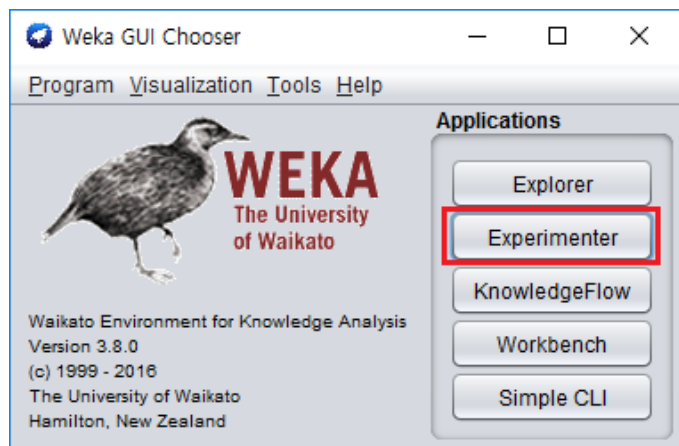 Weka GUI Chooser
Program Visualization Tools Help
Applications
WEKA
The University
of Waikato
Explorer
Experimenter
KnowledgeFlow
Workbench
Simple CLI
Waikato Environment for Knowledge Analysis
Version 3.8.0
(c) 1999 - 2016
The University of Waikato
Hamilton, New Zealand